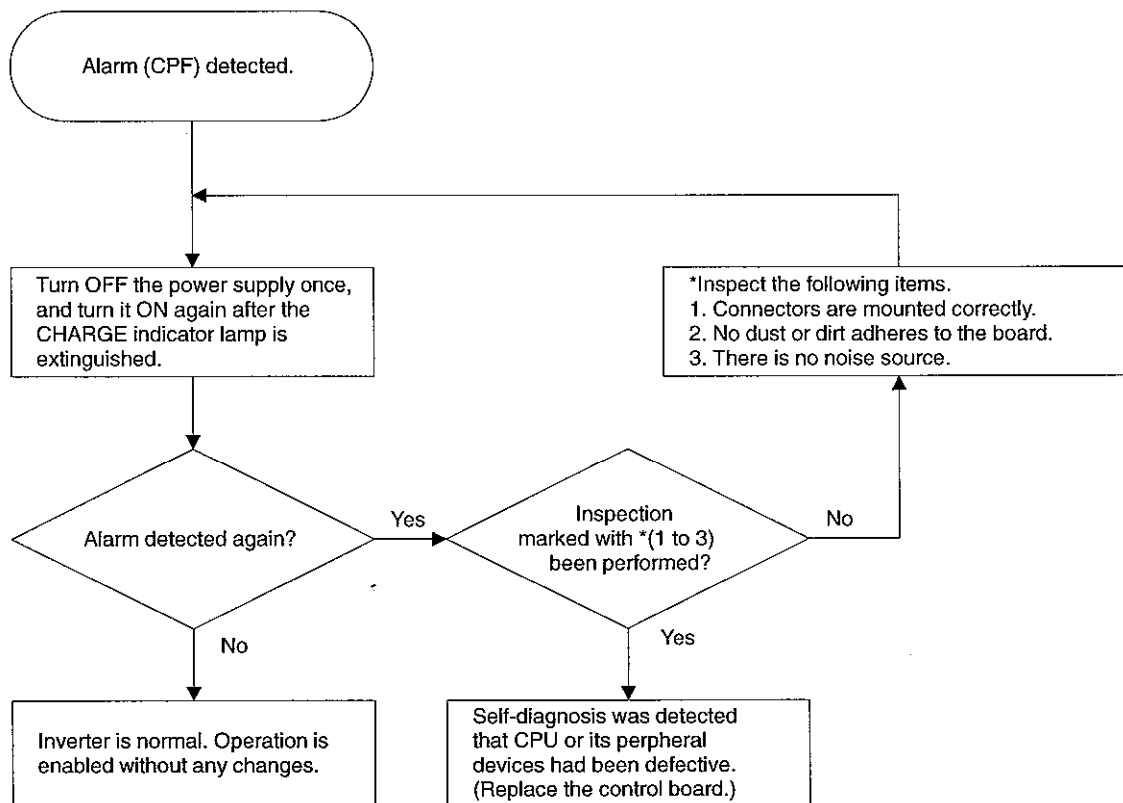 Alarm (CPF) detected.
Turn OFF the power supply once,
and turn it ON again after the
CHARGE indicator lamp is
extinguished.
*Inspect the following items.
1. Connectors are mounted correctly.
2. No dust or dirt adheres to the board.
3. There is no noise source.
Alarm detected again?
Yes
Inspection
marked with *(1 to 3)
been performed?
No
No
Yes
Inverter is normal. Operation is
enabled without any changes.
Self-diagnosis was detected
that CPU or its perpheral
devices had been defective.
(Replace the control board.)